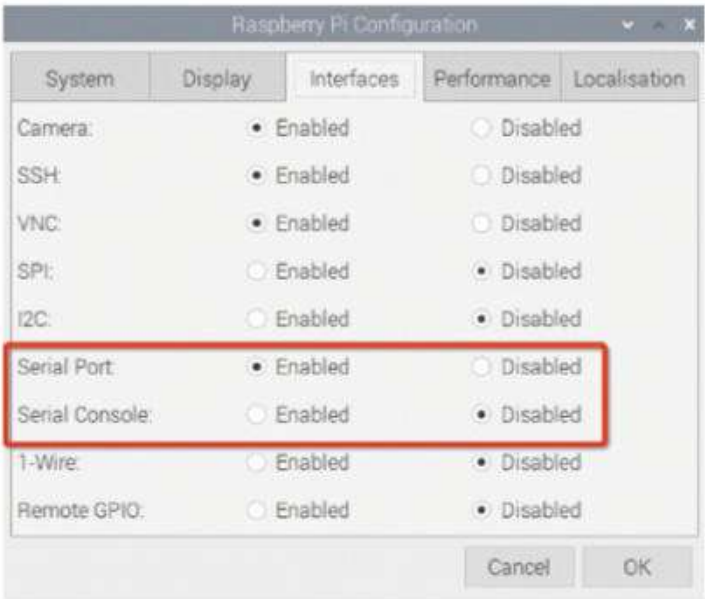 Raspberry Pi Configuration
System Display Interfaces Performance Localisation
Camera: Enabled Disabled
SSH: Enabled Disabled
VNC: Enabled Disabled
SPI: Enabled Disabled
I2C: Enabled Disabled
Serial Port: Enabled Disabled
Serial Console: Enabled Disabled
1-Wire: Enabled Disabled
Remote GPIO: Enabled Disabled
Cancel OK